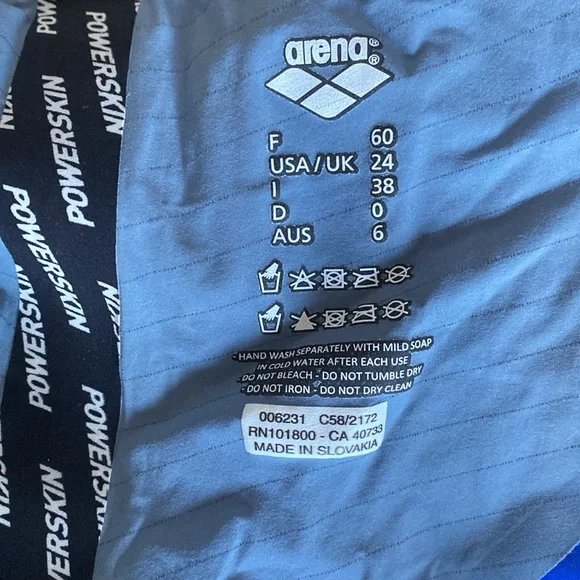 POWERSKIN
POWERSKIN
POWERSKIN
POWERSKIN
POWERSKIN
POWERSKIN
POWERSKIN
arena®
®
F 60
USA/UK 24
I 38
D 0
AUS 6
- HAND WASH SEPARATELY WITH MILD SOAP
IN COLD WATER AFTER EACH USE
- DO NOT BLEACH - DO NOT TUMBLE DRY
- DO NOT IRON - DO NOT DRY CLEAN
006231 C58/2172
RN101800 - CA 40733
MADE IN SLOVAKIA